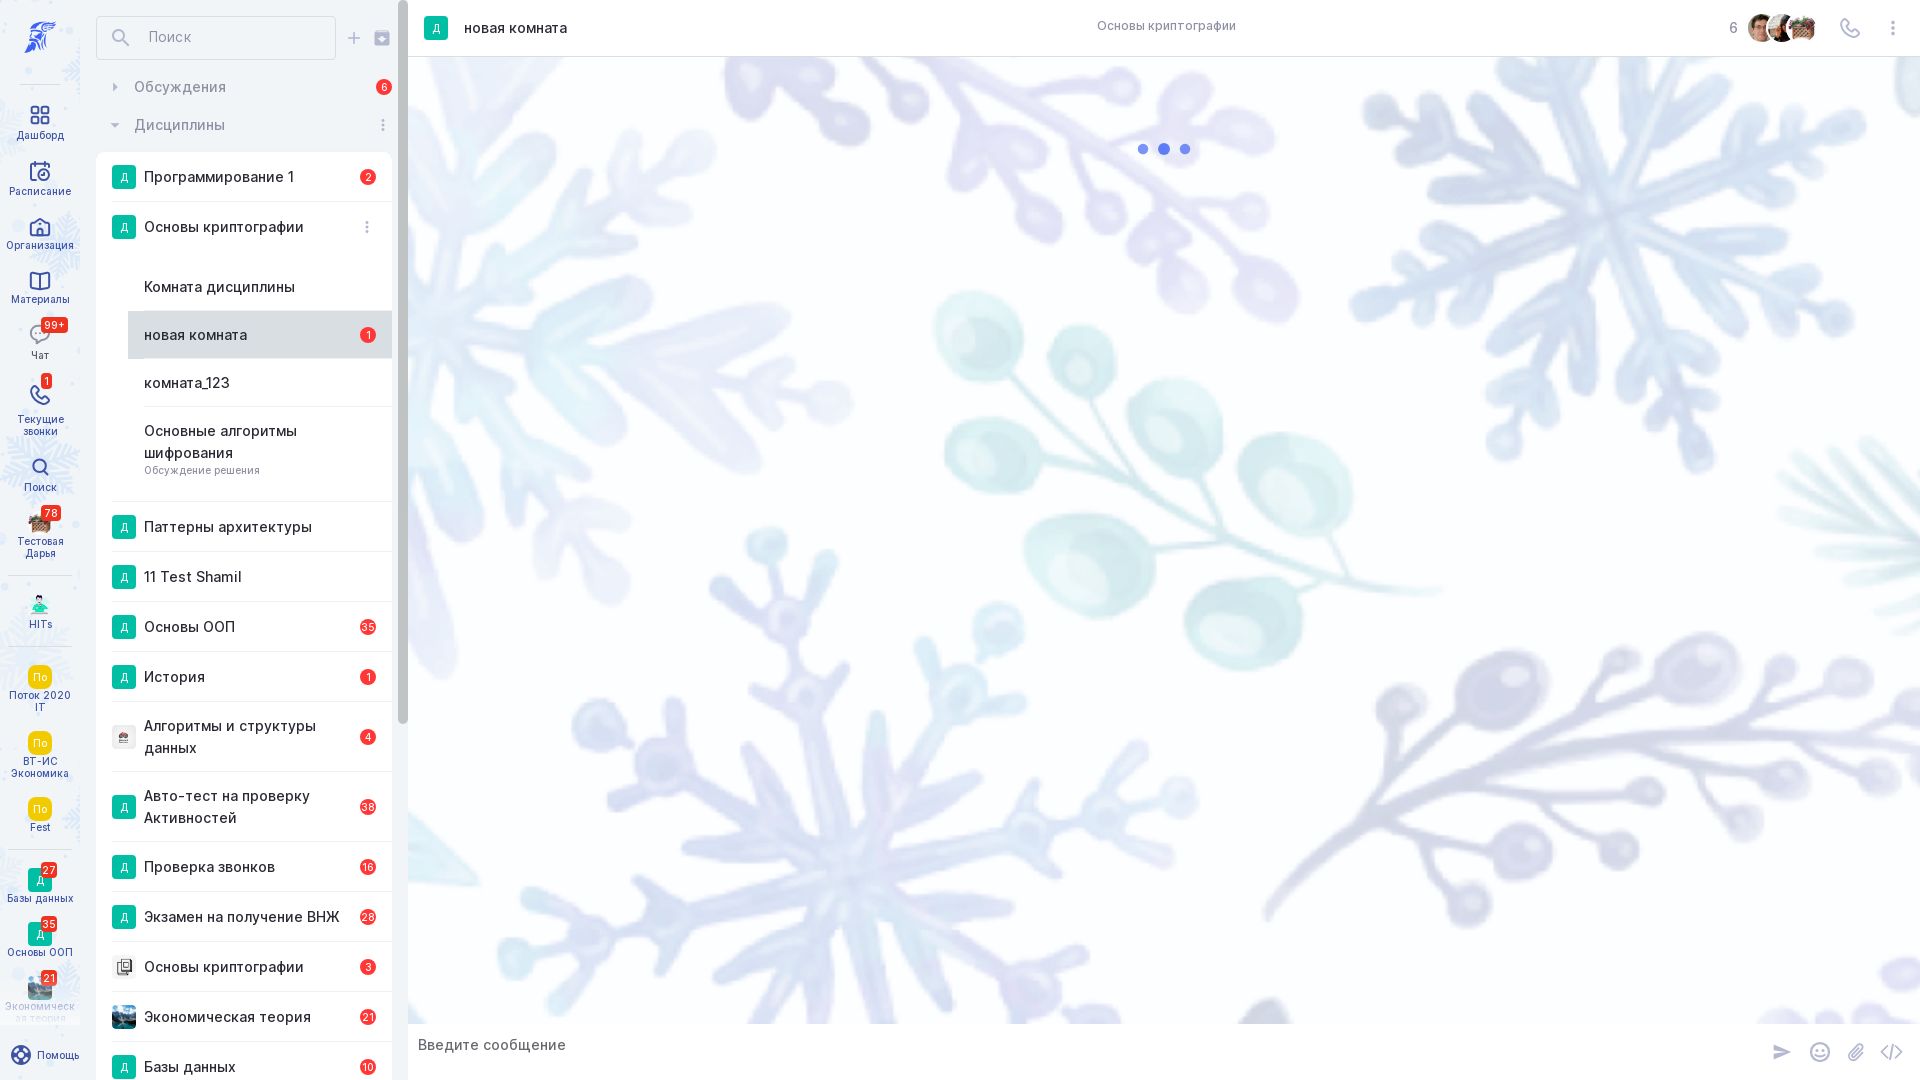 Дашборд
Расписание
Организация
Материалы
99+
Чат
1
Текущие
звонки
Поиск
78
Тестовая
Дарья
HITs
По
Поток 2020
IT
По
ВТ-ИС
Экономика
По
Fest
27
Д
Базы данных
35
Д
Основы ООП
21
Экономическ
ая теория
Помощь
Поиск
Обсуждения
6
Дисциплины
Д
Программирование 1
2
Д
Основы криптографии
Комната дисциплины
новая комната
1
комната_123
Основные алгоритмы
шифрования
Обсуждение решения
Д
Паттерны архитектуры
Д
11 Test Shamil
Д
Основы ООП
35
Д
История
1
Алгоритмы и структуры
данных
4
Д
Авто-тест на проверку
Активностей
38
Д
Проверка звонков
16
Д
Экзамен на получение ВНЖ
28
Основы криптографии
3
Экономическая теория
21
Д
Базы данных
10
Д
новая комната
Основы криптографии
6
Введите сообщение